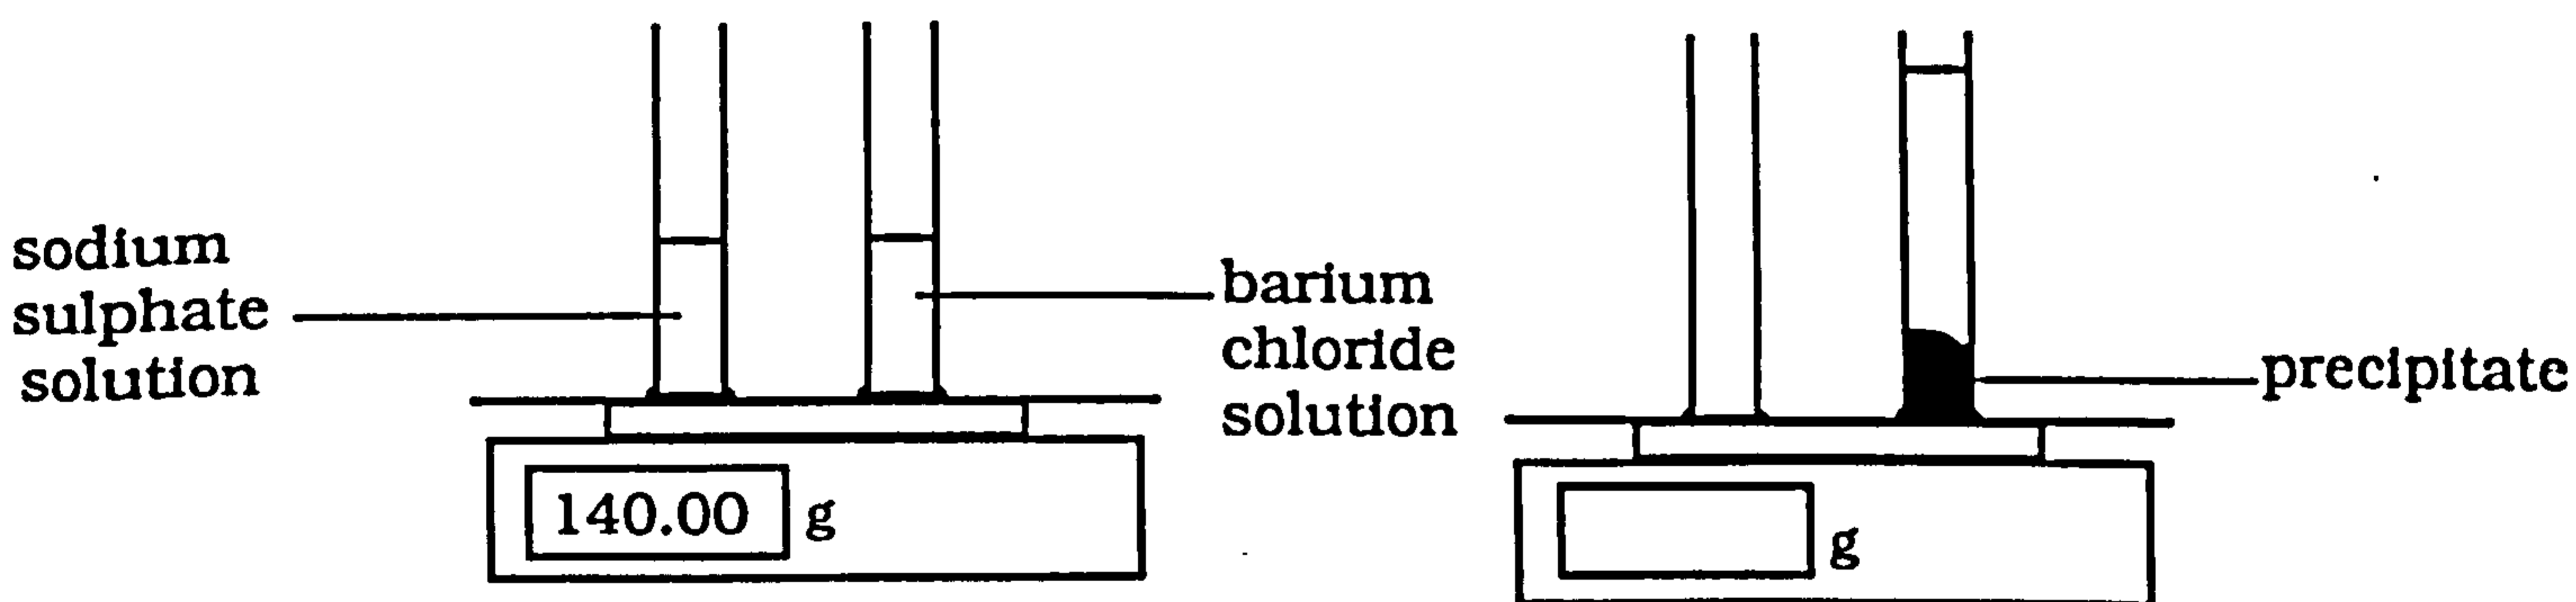 sodium
sulphate
solution
barium
chloride
solution
140.00 g
precipitate
g